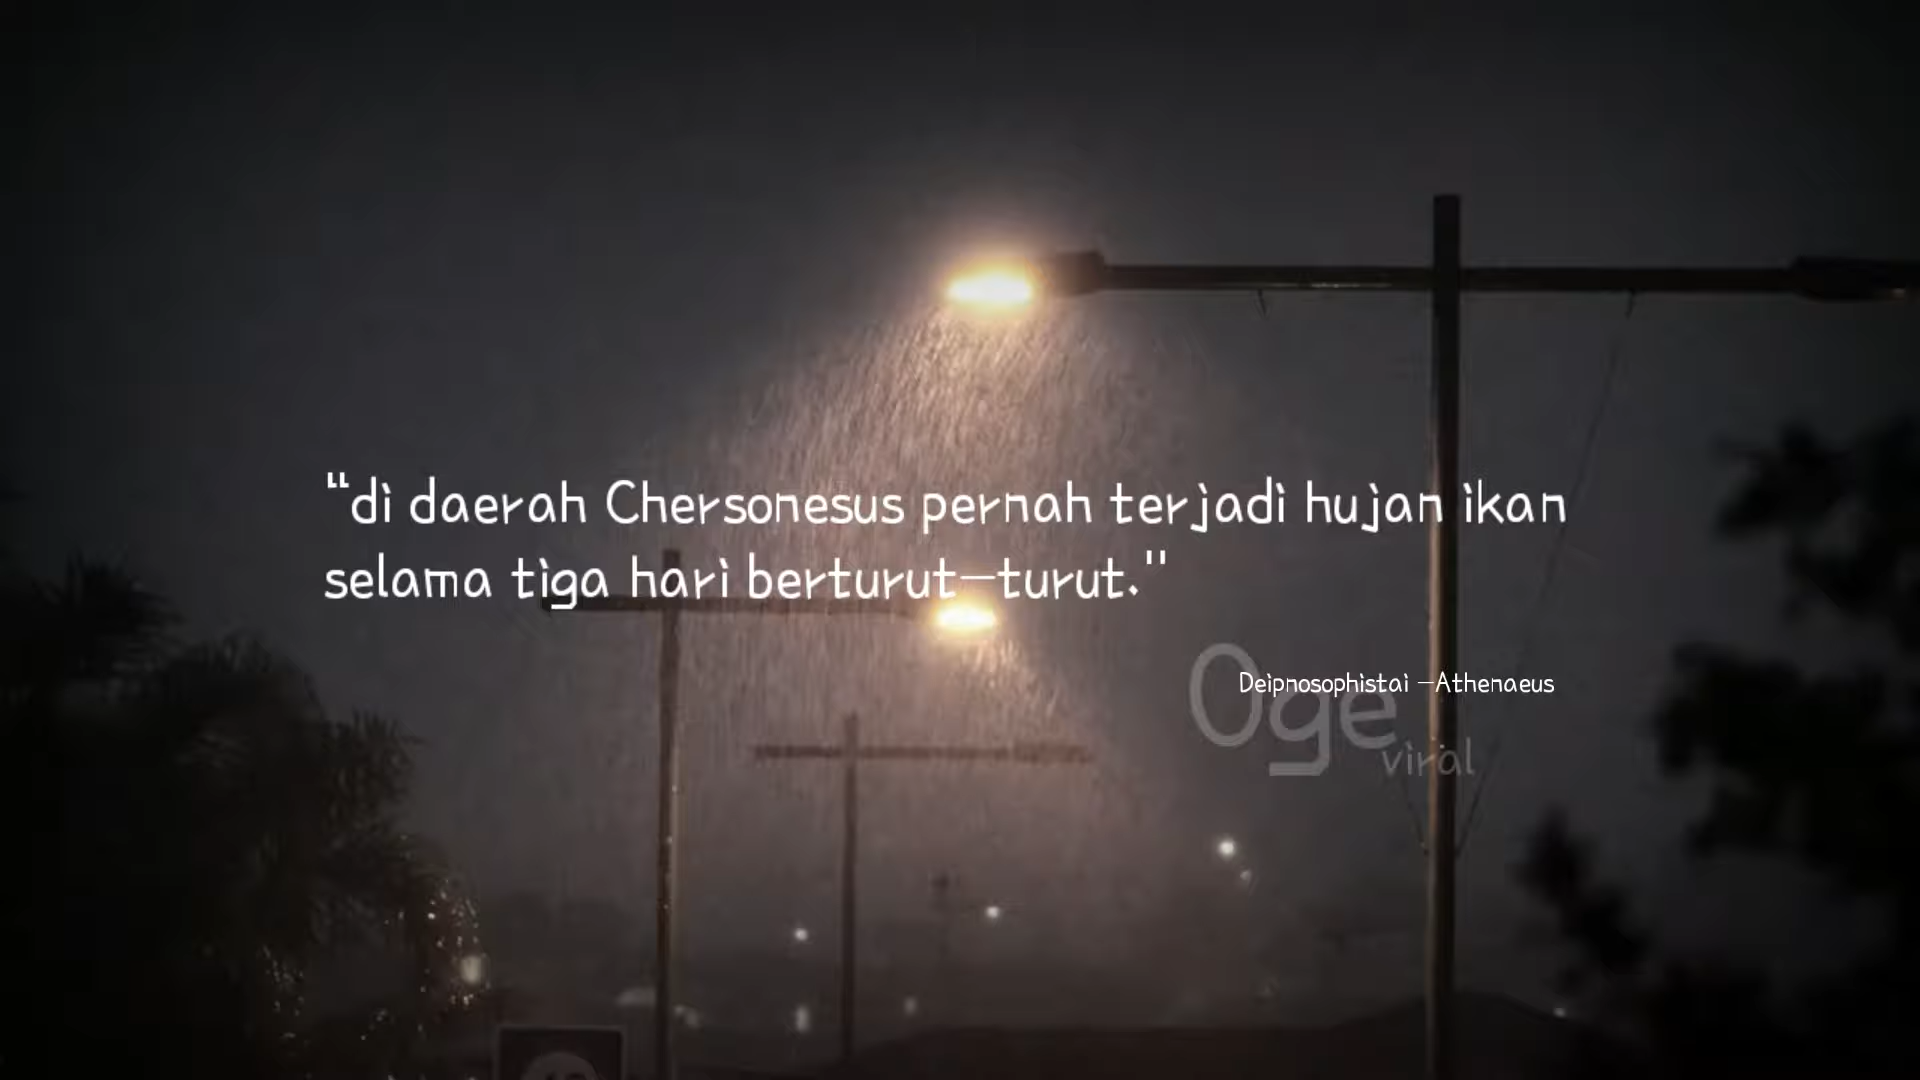 “di daerah Chersonesus pernah terjadi hujan ikan
selama tiga hari berturut-turut."
Deipnosophistai -Athenaeus
Oge
viral